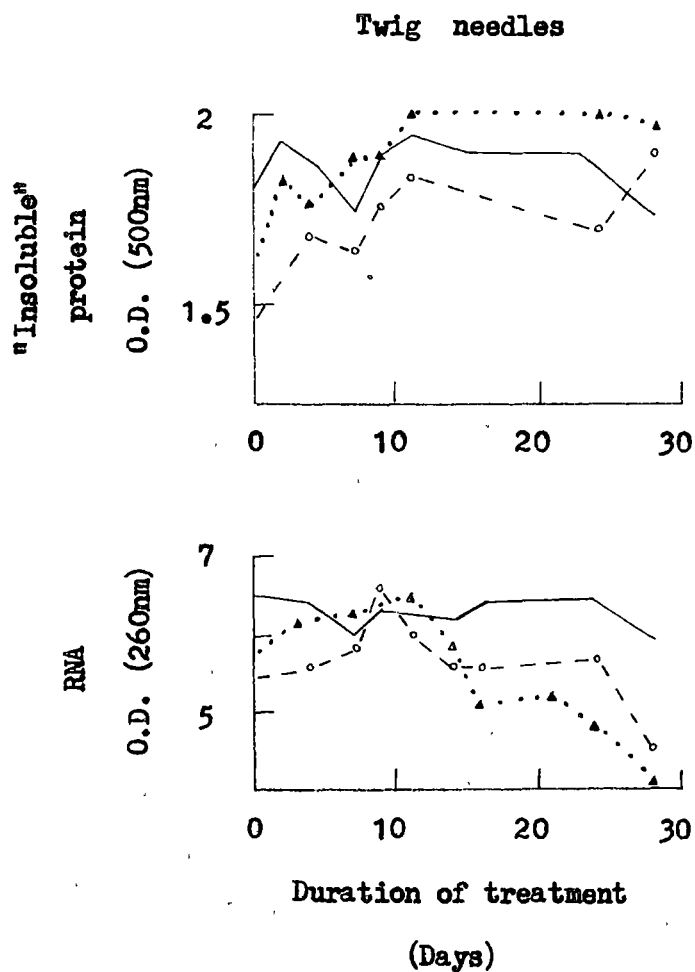 Twig needles
"Insoluble"
protein
O.D. (500nm)
2
1.5
0 10 20 30
RNA
O.D. (260nm)
7
5
0 10 20 30
Duration of treatment
(Days)